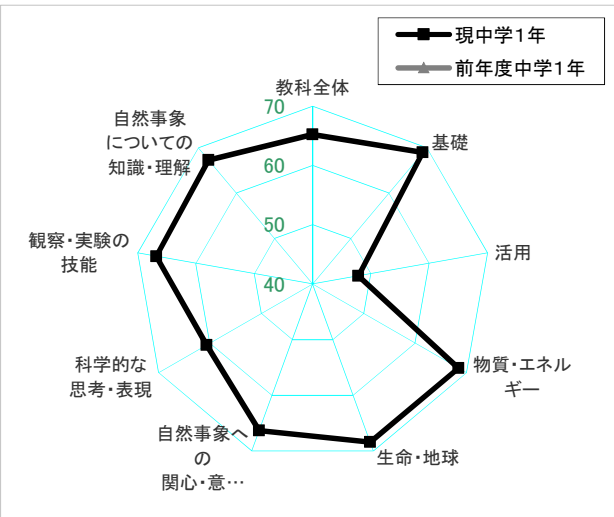 現中学1年
前年度中学1年
教科全体
70
60
50
40
基礎
活用
物質・エネル
ギー
生命・地球
自然事象へ
の
関心・意…
科学的な
思考・表現
観察・実験の
技能
自然事象
についての
知識・理解